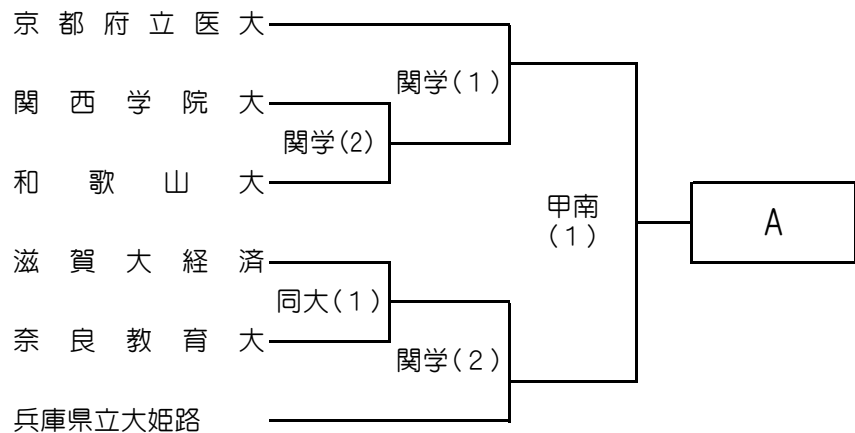 京都府立医大
関学(１)
関西学院大
関学(2)
和歌山大
甲南
(１)
A
滋賀大経済
同大(１)
奈良教育大
関学(２)
兵庫県立大姫路